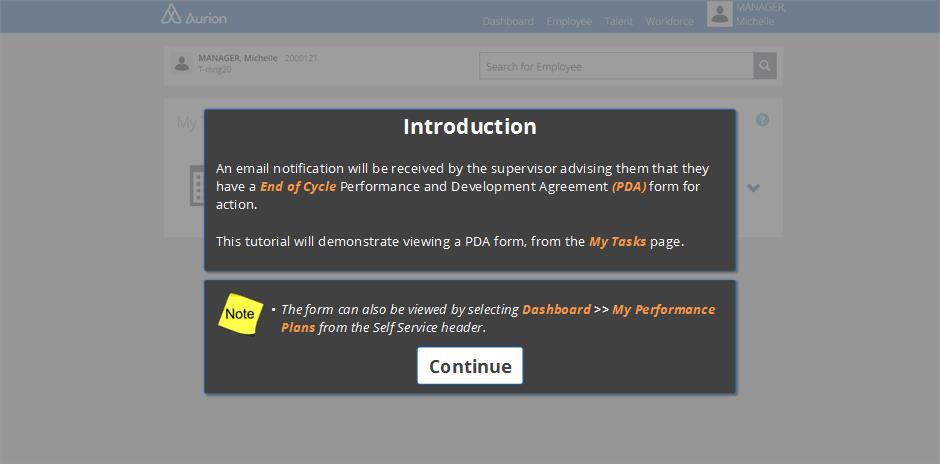 Aurion
Dashboard Employee Talent Workforce
MANAGER,
Michelle
MANAGER, Michelle 2000121
T-mng20
Search for Employee
My
?
Introduction
An email notification will be received by the supervisor advising them that they
have a End of Cycle Performance and Development Agreement (PDA) form for
action.
This tutorial will demonstrate viewing a PDA form, from the My Tasks page.
Note
• The form can also be viewed by selecting Dashboard >> My Performance
Plans from the Self Service header.
Continue